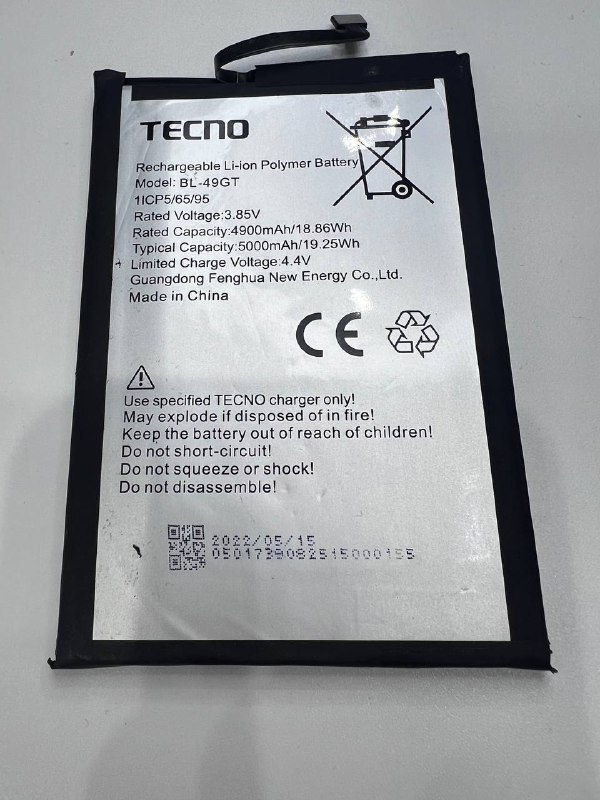 TECNO
Rechargeable Li-ion Polymer Battery
Model: BL-49GT
1ICP5/65/95
Rated Voltage:3.85V
Rated Capacity:4900mAh/18.86Wh
Typical Capacity:5000mAh/19.25Wh
Limited Charge Voltage:4.4V
Guangdong Fenghua New Energy Co.,Ltd.
Made in China
CE
Use specified TECNO charger only!
May explode if disposed of in fire!
Keep the battery out of reach of children!
Do not short-circuit!
Do not squeeze or shock!
Do not disassemble!
2022/05/15
0501739082515000155